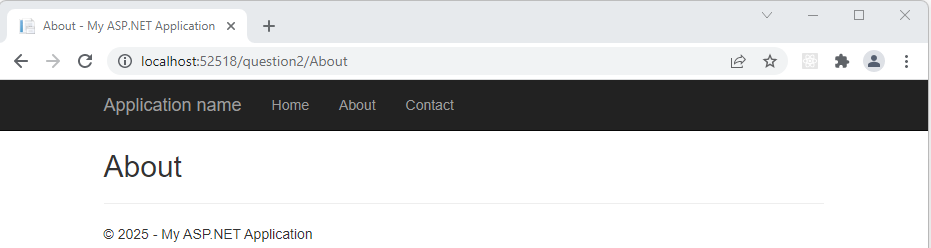 About - My ASP.NET Application
localhost:52518/question2/About
Application name Home About Contact
About
© 2025 - My ASP.NET Application